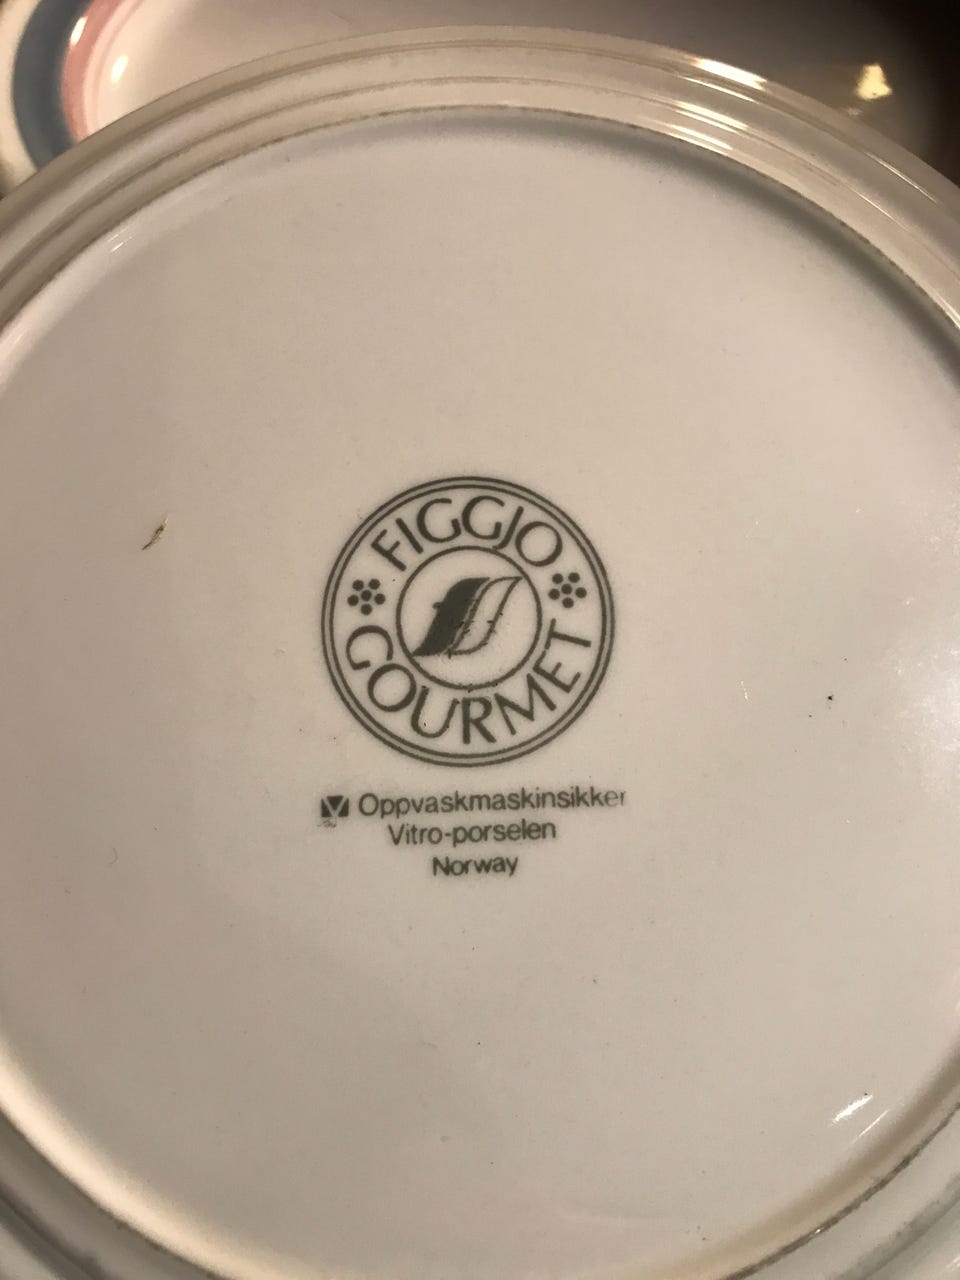 FIGGJO
GOURMET
Oppvaskmaskinsikker
Vitro-porselen
Norway